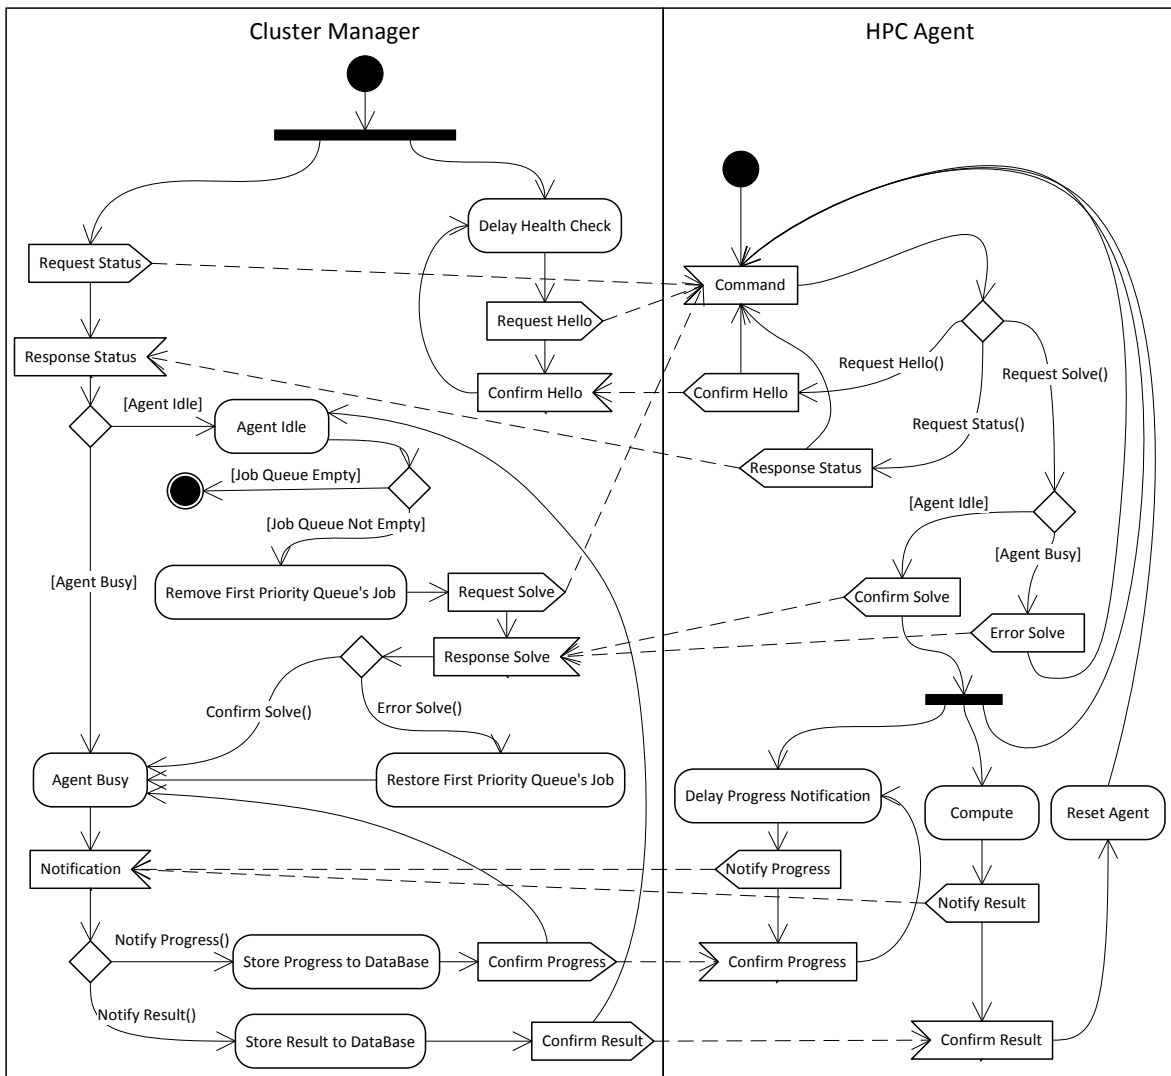 Cluster Manager
HPC Agent
Delay Health Check
Request Status
Command
Request Hello
Response Status
Request Hello()
Request Solve()
Confirm Hello
Confirm Hello
[Agent Idle]
Agent Idle
Request Status()
[Job Queue Empty]
Response Status
[Job Queue Not Empty]
[Agent Idle]
[Agent Busy]
[Agent Busy]
Remove First Priority Queue's Job
Request Solve
Confirm Solve
Error Solve
Response Solve
Confirm Solve()
Error Solve()
Agent Busy
Restore First Priority Queue's Job
Delay Progress Notification
Compute
Reset Agent
Notification
Notify Progress
Notify Result
Notify Progress()
Store Progress to DataBase
Confirm Progress
Confirm Progress
Notify Result()
Store Result to DataBase
Confirm Result
Confirm Result